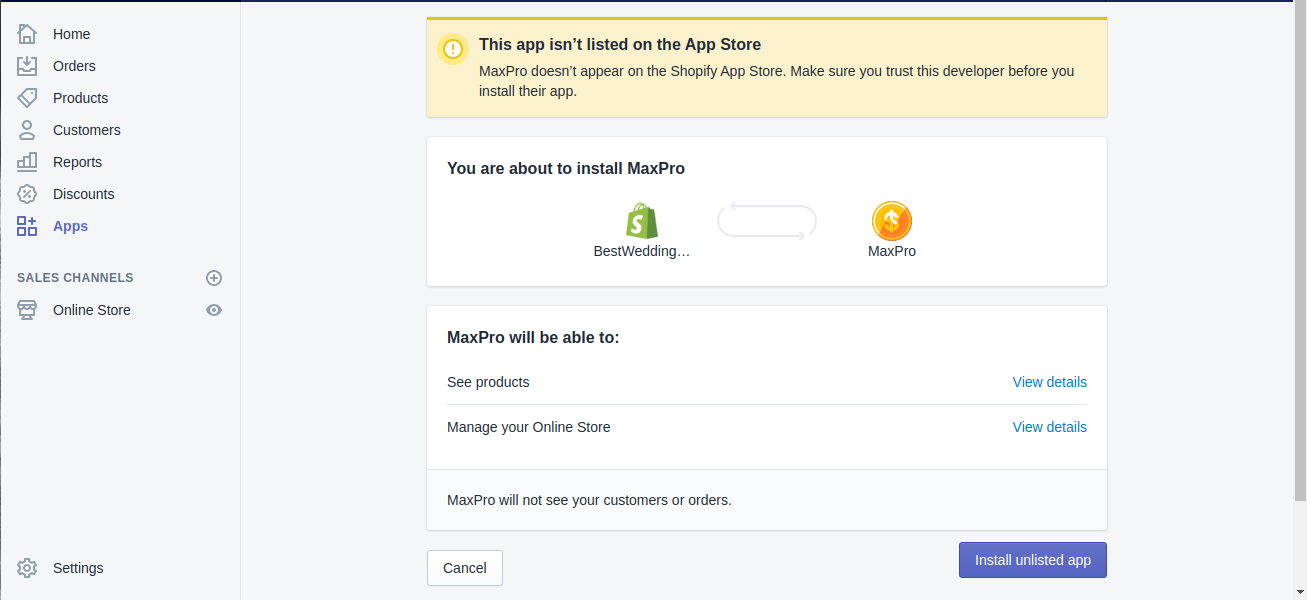 Home
Orders
Products
Customers
Reports
Discounts
Apps
SALES CHANNELS
Online Store
Settings
This app isn’t listed on the App Store
MaxPro doesn’t appear on the Shopify App Store. Make sure you trust this developer before you
install their app.
You are about to install MaxPro
BestWedding…
MaxPro
MaxPro will be able to:
See products View details
Manage your Online Store View details
MaxPro will not see your customers or orders.
Cancel
Install unlisted app